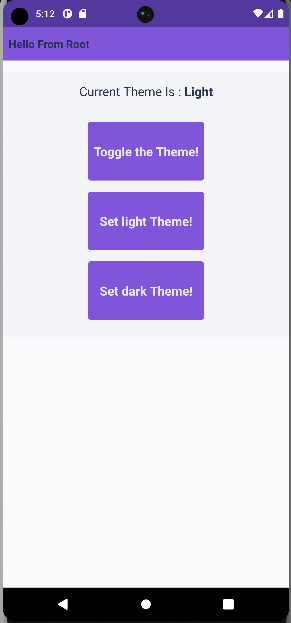 5:12
Hello From Root
Current Theme Is : Light
Toggle the Theme!
Set light Theme!
Set dark Theme!